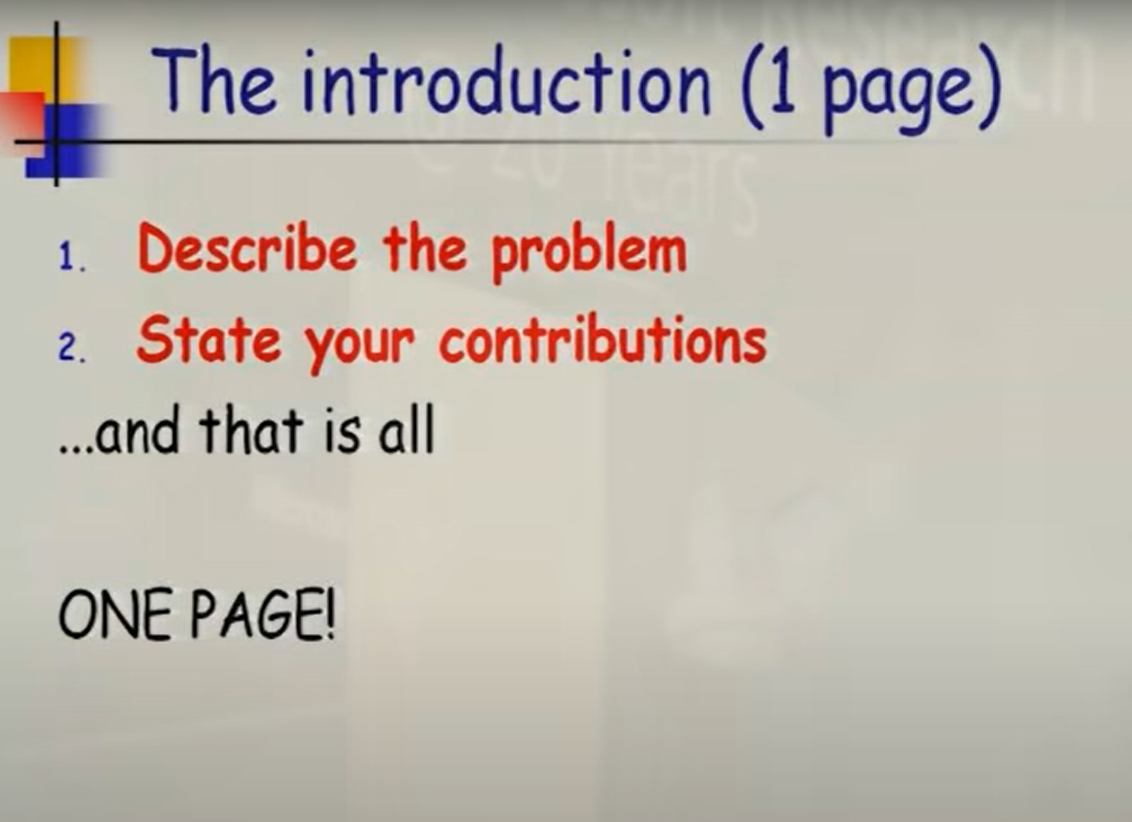 The introduction (1 page)
1. Describe the problem
2. State your contributions
...and that is all
ONE PAGE!